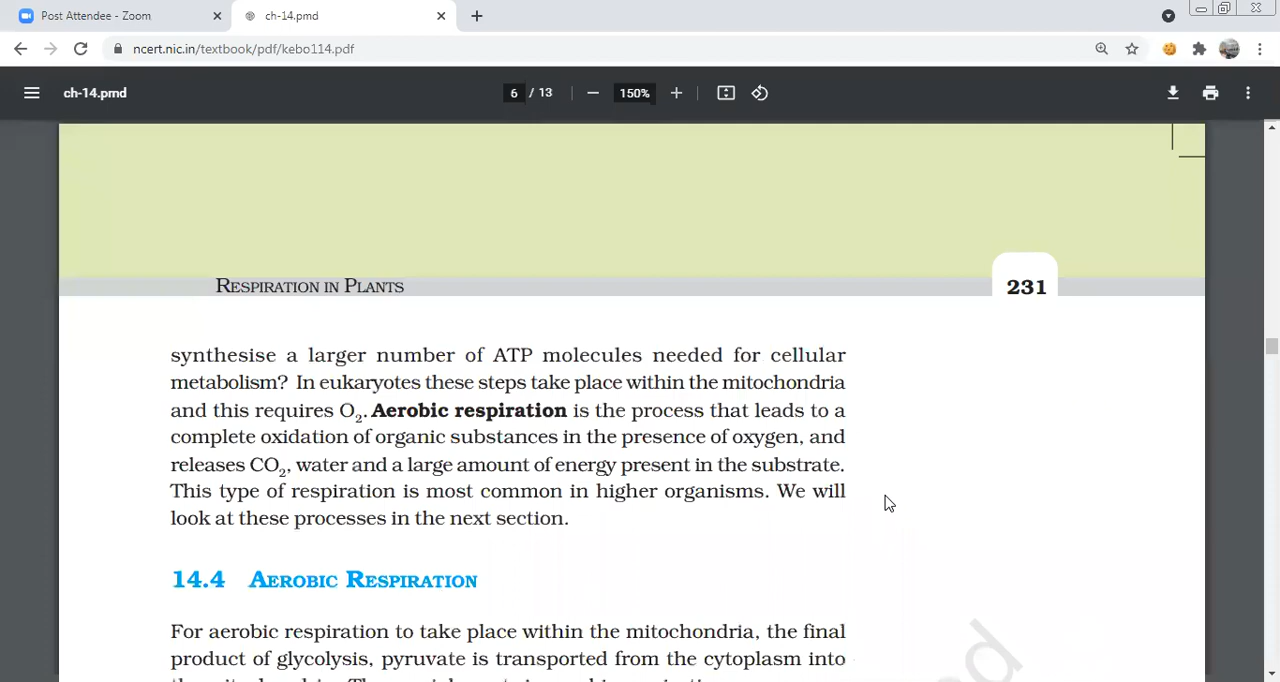 Post Attendee - Zoom
ch-14.pmd
ncert.nic.in/textbook/pdf/kebo114.pdf
ch-14.pmd
6 / 13
150%
RESPIRATION IN PLANTS
231
synthesise a larger number of ATP molecules needed for cellular
metabolism? In eukaryotes these steps take place within the mitochondria
and this requires O2. Aerobic respiration is the process that leads to a
complete oxidation of organic substances in the presence of oxygen, and
releases CO2, water and a large amount of energy present in the substrate.
This type of respiration is most common in higher organisms. We will
look at these processes in the next section.
14.4 AEROBIC RESPIRATION
For aerobic respiration to take place within the mitochondria, the final
product of glycolysis, pyruvate is transported from the cytoplasm into